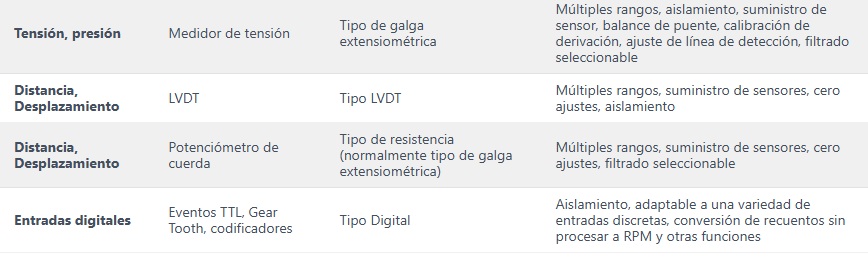 Múltiples rangos, aislamiento, suministro de
Tensión, presión
Medidor de tensión
Tipo de galga
extensiométrica
sensor, balance de puente, calibración de
derivación, ajuste de línea de detección, filtrado
seleccionable
Distancia,
Desplazamiento
LVDT
Tipo LVDT
Múltiples rangos, suministro de sensores, cero
ajustes, aislamiento
Distancia,
Desplazamiento
Potenciómetro de
cuerda
Tipo de resistencia
(normalmente tipo de galga
extensiométrica)
Múltiples rangos, suministro de sensores, cero
ajustes, filtrado seleccionable
Entradas digitales
Eventos TTL, Gear
Tooth, codificadores
Tipo Digital
Aislamiento, adaptable a una variedad de
entradas discretas, conversión de recuentos sin
procesar a RPM y otras funciones